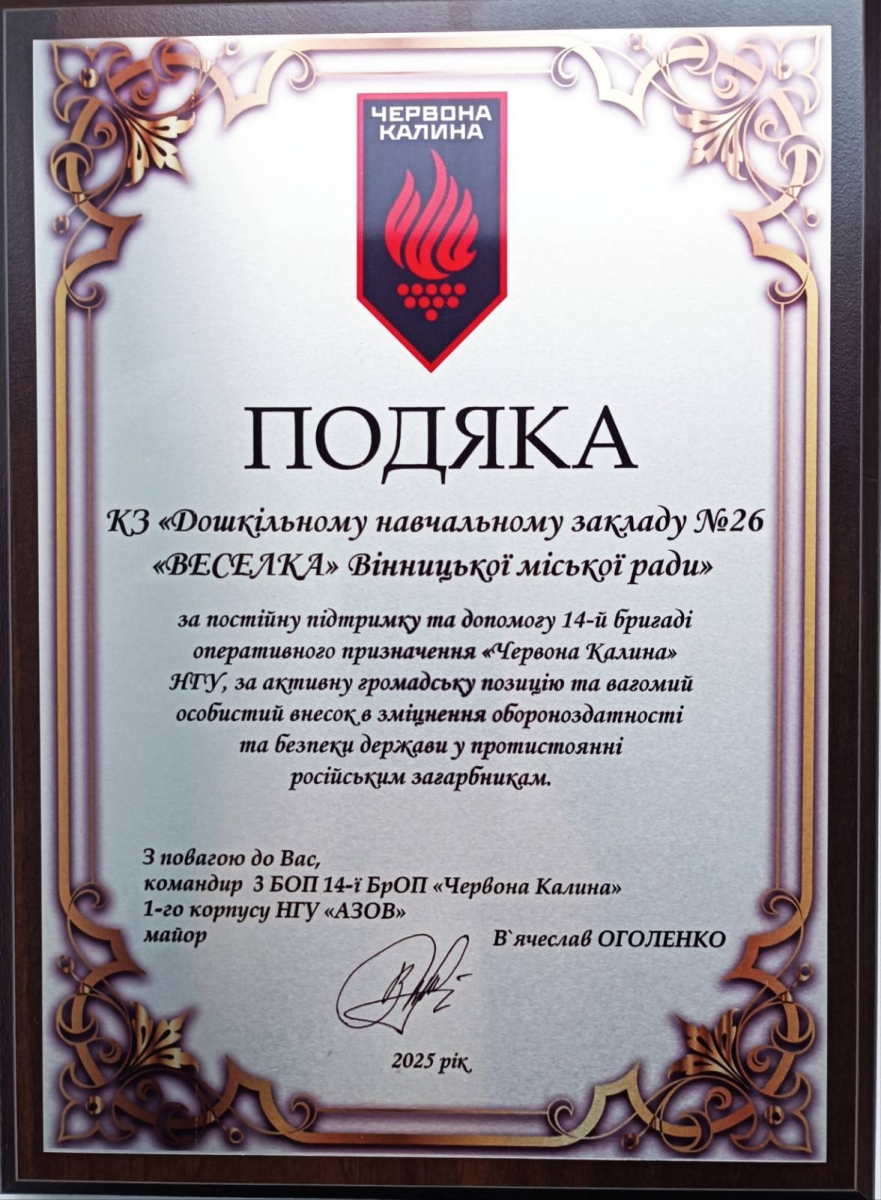 ЧЕРВОНА
КАЛИНА
ПОДЯКА
КЗ «Дошкільному навчальному закладу №26
«ВЕСЕЛКА» Вінницької міської ради»
за постійну підтримку та допомогу 14-й бригаді
оперативного призначення «Червона Калина»
НГУ, за активну громадську позицію та вагомий
особистий внесок в зміцнення обороноздатності
та безпеки держави у протистоянні
російським загарбникам.
З повагою до Вас,
командир 3 БОП 14-ї БрОП «Червона Калина»
1-го корпусу НГУ «АЗОВ»
майор В`ячеслав ОГОЛЕНКО
2025 рік